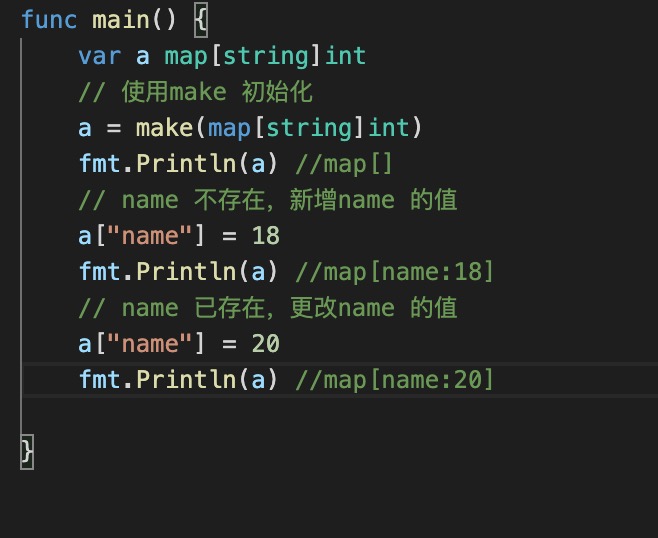 func main() {
    var a map[string]int
    // 使用make 初始化
    a = make(map[string]int)
    fmt.Println(a) //map[]
    // name 不存在，新增name 的值
    a["name"] = 18
    fmt.Println(a) //map[name:18]
    // name 已存在，更改name 的值
    a["name"] = 20
    fmt.Println(a) //map[name:20]
}